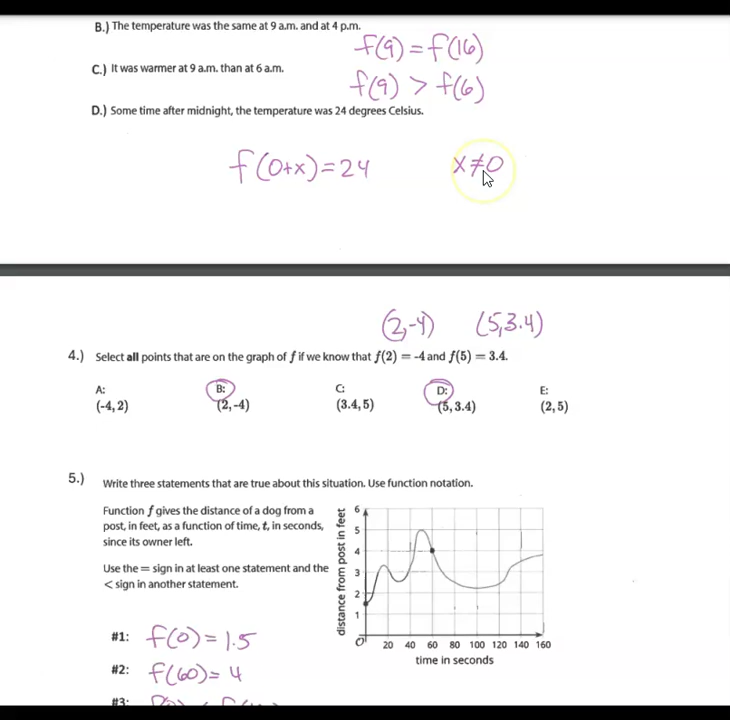 B.) The temperature was the same at 9 a.m. and at 4 p.m.
f(9) = f(16)
C.) It was warmer at 9 a.m. than at 6 a.m.
f(9) > f(6)
D.) Some time after midnight, the temperature was 24 degrees Celsius.
f(0+x) = 24 x≠0
(2,-4) (5,3.4)
4.) Select all points that are on the graph of f if we know that f(2) = -4 and f(5) = 3.4.
A: B: C: D: E:
(-4, 2) (2, -4) (3.4, 5) (5, 3.4) (2, 5)
5.) Write three statements that are true about this situation. Use function notation.
Function f gives the distance of a dog from a
post, in feet, as a function of time, t, in seconds,
since its owner left.
Use the = sign in at least one statement and the
< sign in another statement.
distance from post in feet
6
5
4
3
2
1
O 20 40 60 80 100 120 140 160
time in seconds
#1: f(0) = 1.5
#2: f(60) = 4
#3: